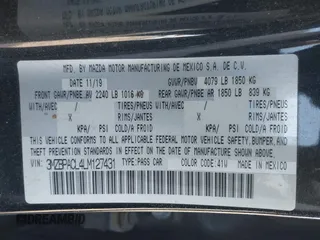 MFD. BY MAZDA MOTOR MANUFACTURING DE MEXICO S.A. DE C.V.
DATE 11/19 GVWR/PNBV 4079 LB 1850 KG
FRONT GAWR/PNBE AV 2240 LB 1016 KG REAR GAWR/PNBE AR 1850 LB 839 KG
WITH/AVEC / TIRES/PNEUS WITH/AVEC / TIRES/PNEUS
X RIMS/JANTES X RIMS/JANTES
KPA/ PSI COLD/A FROID KPA/ PSI COLD/A FROID
THIS VEHICLE CONFORMS TO ALL APPLICABLE FEDERAL MOTOR VEHICLE SAFETY, BUMPER, AND
THEFT PREVENTION STANDARDS IN EFFECT ON THE DATE OF MANUFACTURE SHOWN ABOVE.
VIN: 3MZBPACL4LM127431
TYPE: PASS CAR COLOR CODE: 41W MADE IN MEXICO